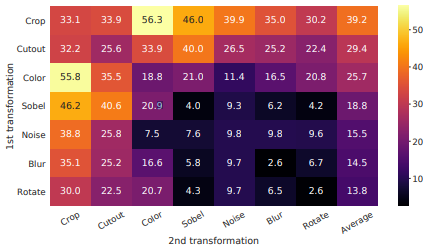 Crop 33.1 33.9 56.3 46.0 39.9 35.0 30.2 39.2
Cutout 32.2 25.6 33.9 40.0 26.5 25.2 22.4 29.4
Color 55.8 35.5 18.8 21.0 11.4 16.5 20.8 25.7
Sobel 46.2 40.6 20.9 4.0 9.3 6.2 4.2 18.8
Noise 38.8 25.8 7.5 7.6 9.8 9.8 9.6 15.5
Blur 35.1 25.2 16.6 5.8 9.7 2.6 6.7 14.5
Rotate 30.0 22.5 20.7 4.3 9.7 6.5 2.6 13.8
Crop Cutout Color Sobel Noise Blur Rotate Average
1st transformation
2nd transformation
50
40
30
20
10